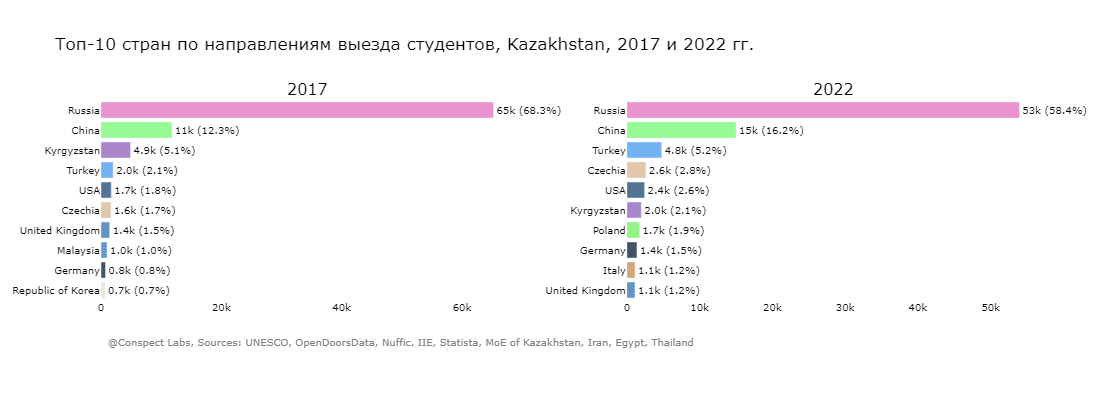 Топ-10 стран по направлениям выезда студентов, Kazakhstan, 2017 и 2022 гг.
2017
Russia 65k (68.3%)
China 11k (12.3%)
Kyrgyzstan 4.9k (5.1%)
Turkey 2.0k (2.1%)
USA 1.7k (1.8%)
Czechia 1.6k (1.7%)
United Kingdom 1.4k (1.5%)
Malaysia 1.0k (1.0%)
Germany 0.8k (0.8%)
Republic of Korea 0.7k (0.7%)
0 20k 40k 60k
2022
Russia 53k (58.4%)
China 15k (16.2%)
Turkey 4.8k (5.2%)
Czechia 2.6k (2.8%)
USA 2.4k (2.6%)
Kyrgyzstan 2.0k (2.1%)
Poland 1.7k (1.9%)
Germany 1.4k (1.5%)
Italy 1.1k (1.2%)
United Kingdom 1.1k (1.2%)
0 10k 20k 30k 40k 50k
@Conspect Labs, Sources: UNESCO, OpenDoorsData, Nuffic, IIE, Statista, MoE of Kazakhstan, Iran, Egypt, Thailand